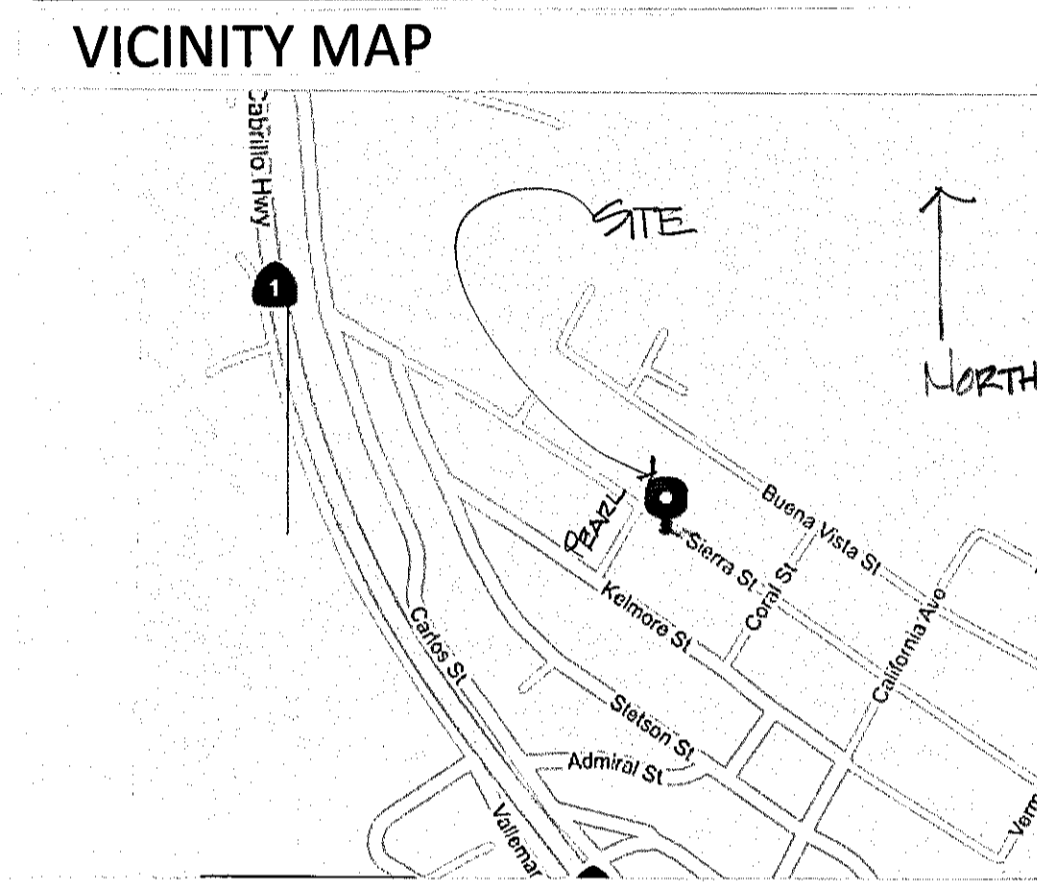 VICINITY MAP
Cabrillo Hwy
SITE
1
NORTH
PEARL
Buena Vista St
Sierra St
Coral St
Kelmore St
California Ave
Carlos St
Stetson St
Admiral St
Vallemar